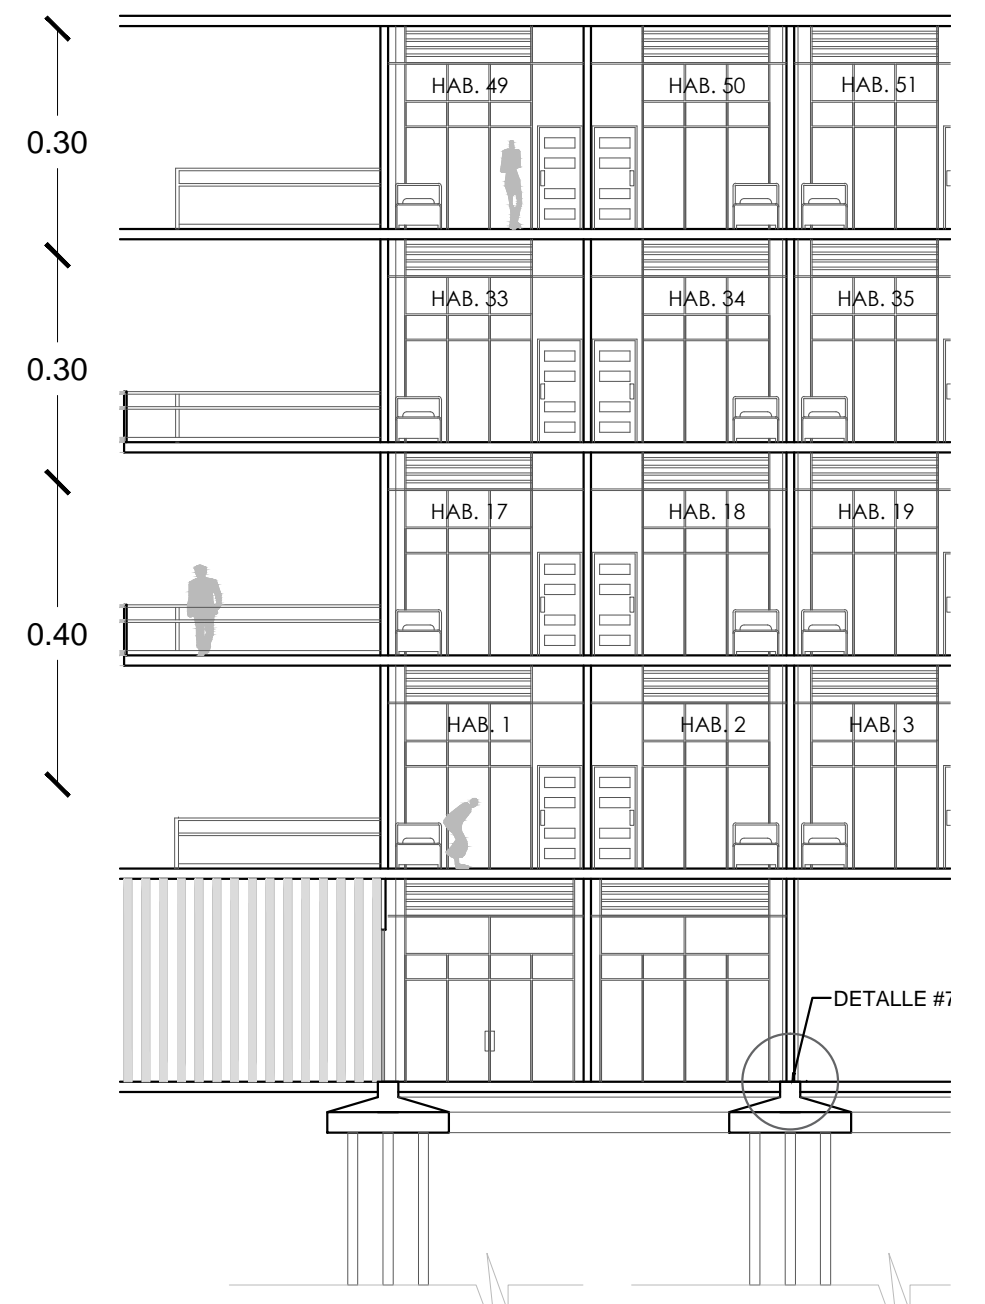 HAB. 49
HAB. 50
HAB. 51
0.30
HAB. 33
HAB. 34
HAB. 35
0.30
HAB. 17
HAB. 18
HAB. 19
0.40
HAB. 1
HAB. 2
HAB. 3
DETALLE #7